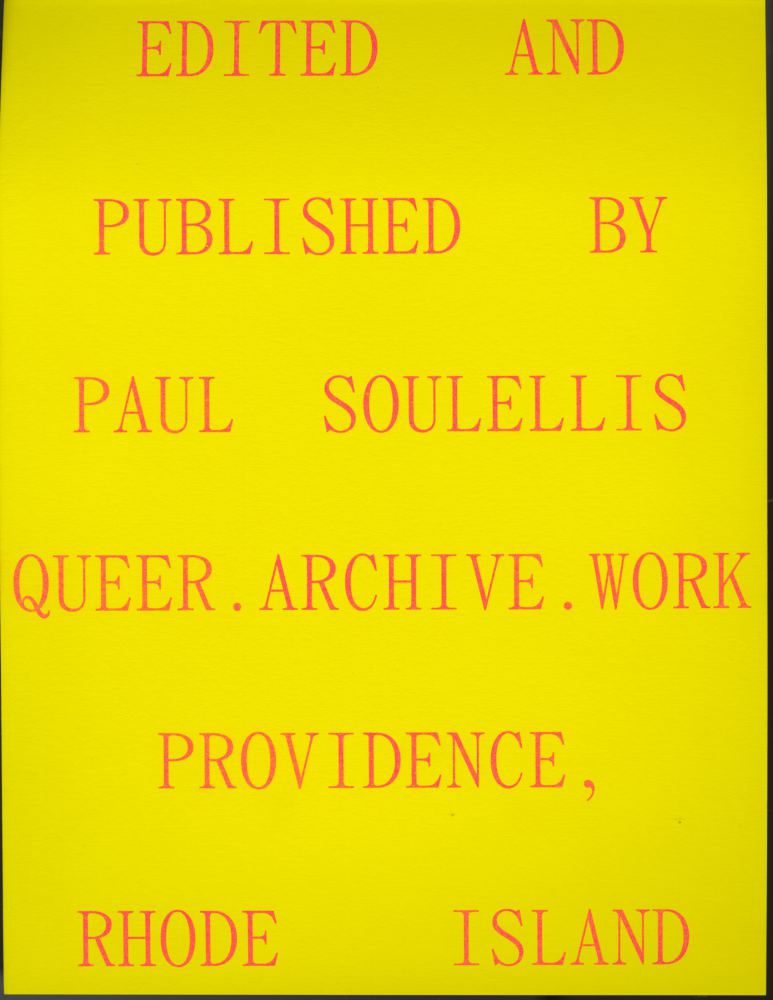 EDITED AND
PUBLISHED BY
PAUL SOULELLIS
QUEER.ARCHIVE.WORK
PROVIDENCE,
RHODE ISLAND